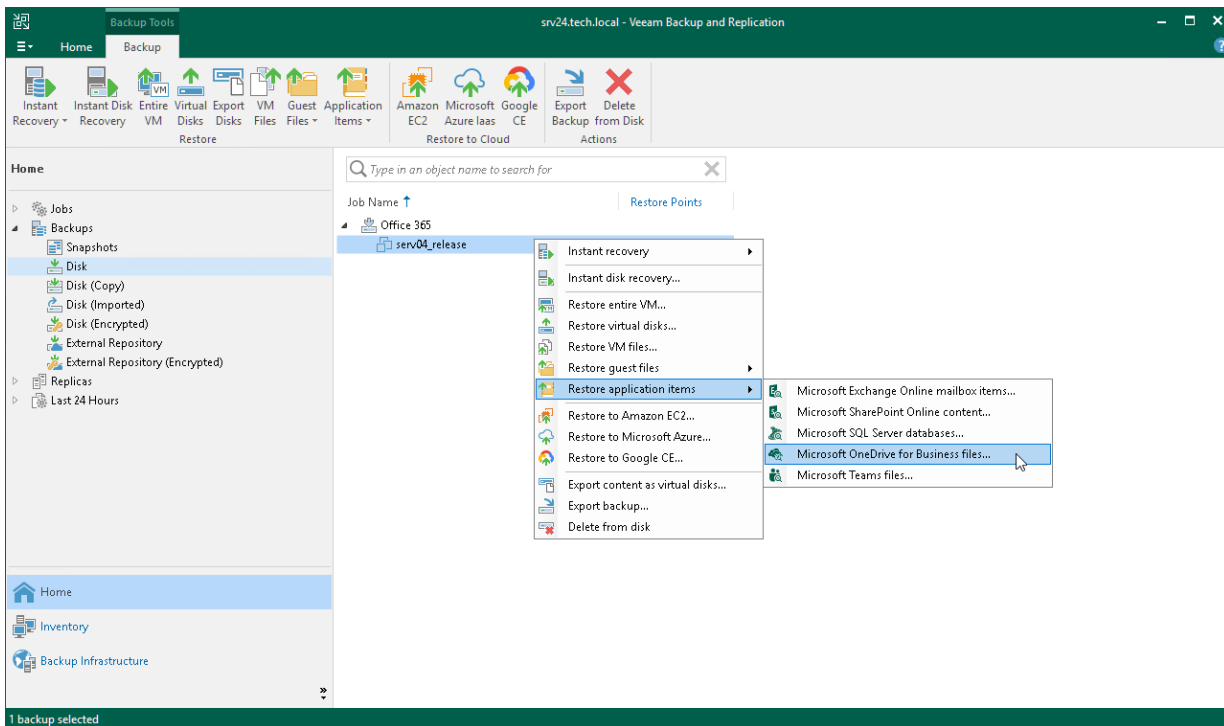 Backup Tools
srv24.tech.local - Veeam Backup and Replication
Home Backup
Instant Recovery
Instant Disk Recovery
Entire VM
Virtual Disks
Export Disks
VM Files
Guest Files
Application Items
Restore
Amazon EC2
Microsoft Azure Iaas
Google CE
Restore to Cloud
Export Backup
Delete from Disk
Actions
Home
Jobs
Backups
Snapshots
Disk
Disk (Copy)
Disk (Imported)
Disk (Encrypted)
External Repository
External Repository (Encrypted)
Replicas
Last 24 Hours
Type in an object name to search for
Job Name Restore Points
Office 365
serv04_release
Instant recovery
Instant disk recovery...
Restore entire VM...
Restore virtual disks...
Restore VM files...
Restore guest files
Restore application items
Restore to Amazon EC2...
Restore to Microsoft Azure...
Restore to Google CE...
Export content as virtual disks...
Export backup...
Delete from disk
Microsoft Exchange Online mailbox items...
Microsoft SharePoint Online content...
Microsoft SQL Server databases...
Microsoft OneDrive for Business files...
Microsoft Teams files...
Home
Inventory
Backup Infrastructure
1 backup selected